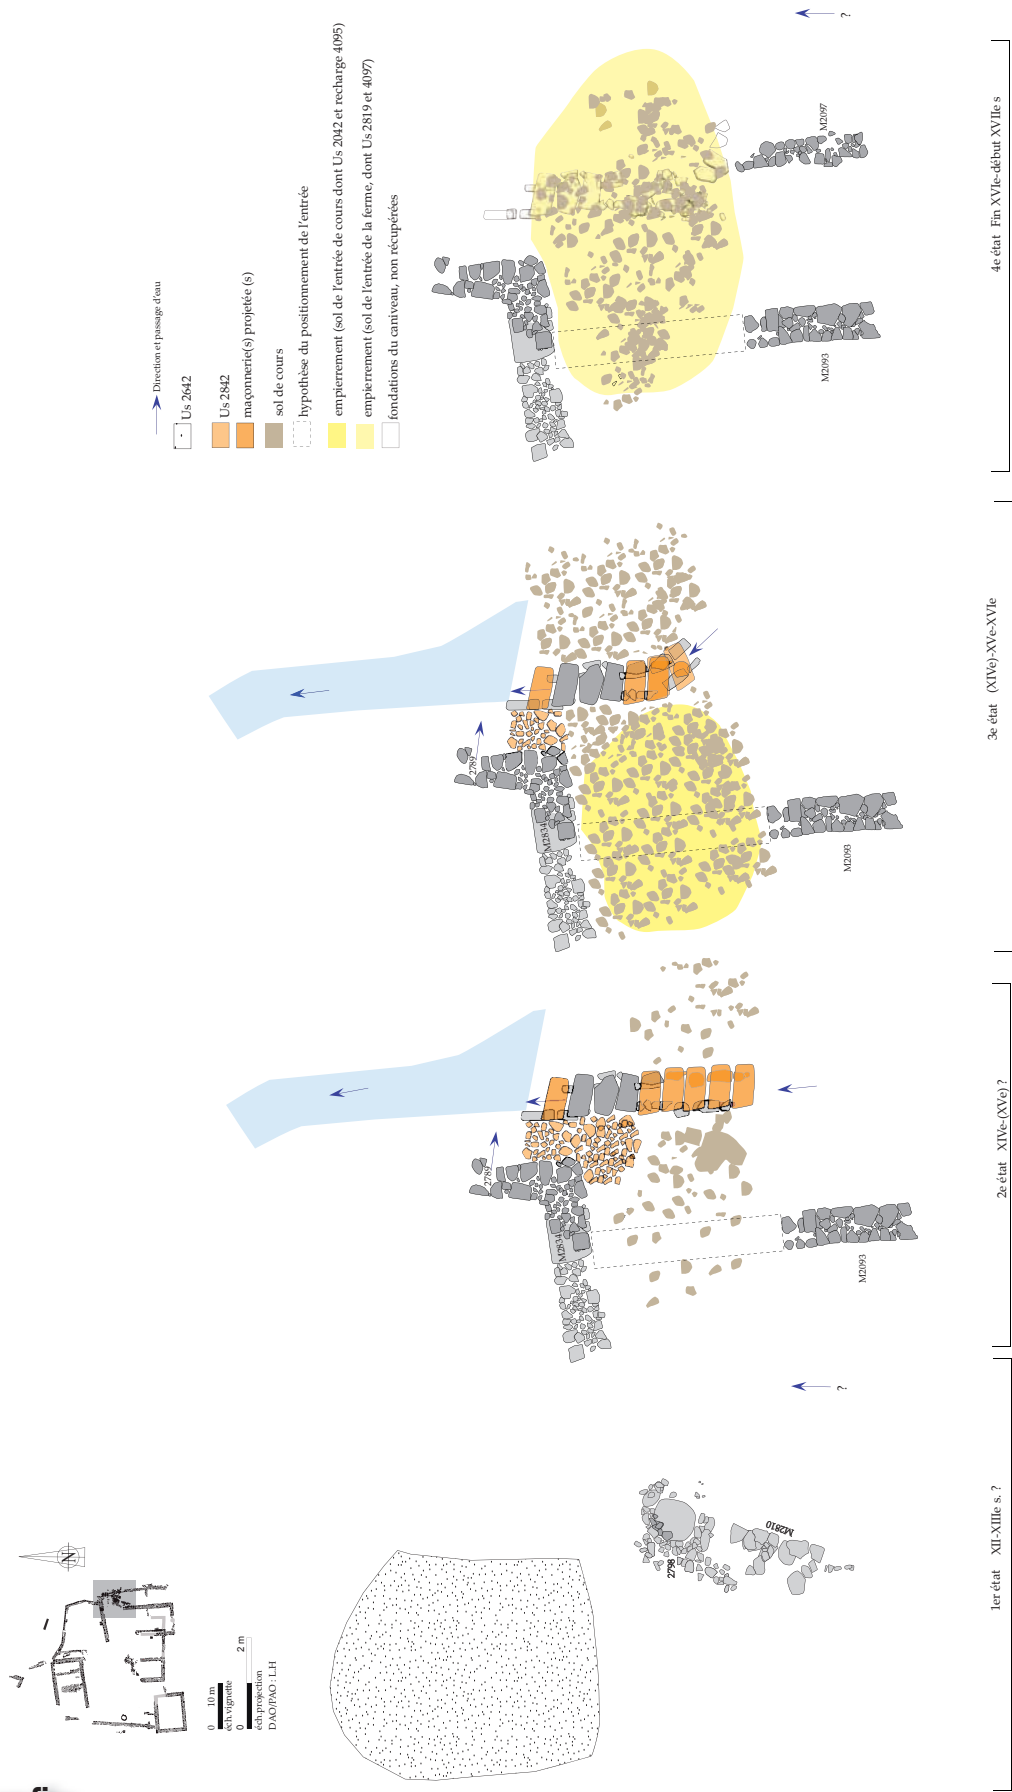 N
0 10 m
éch.vignette
0 2 m
éch.projection
DAO/PAO : L.H
2798
M2810
?
1er état XII-XIIIe s. ?
2789
M2834
M2093
2e état XIVe-(XVe) ?
2789
M2834
M2093
3e état (XIVe)-XVe-XVIe
Direction et passage d'eau
Us 2642
Us 2842
maçonnerie(s) projetée (s)
sol de cours
hypothèse du positionnement de l'entrée
empierrement (sol de l'entrée de cours dont Us 2042 et recharge 4095)
empierrement (sol de l'entrée de la ferme, dont Us 2819 et 4097)
fondations du caniveau, non récupérées
M2093
M2097
?
4e état Fin XVIe-début XVIIe s